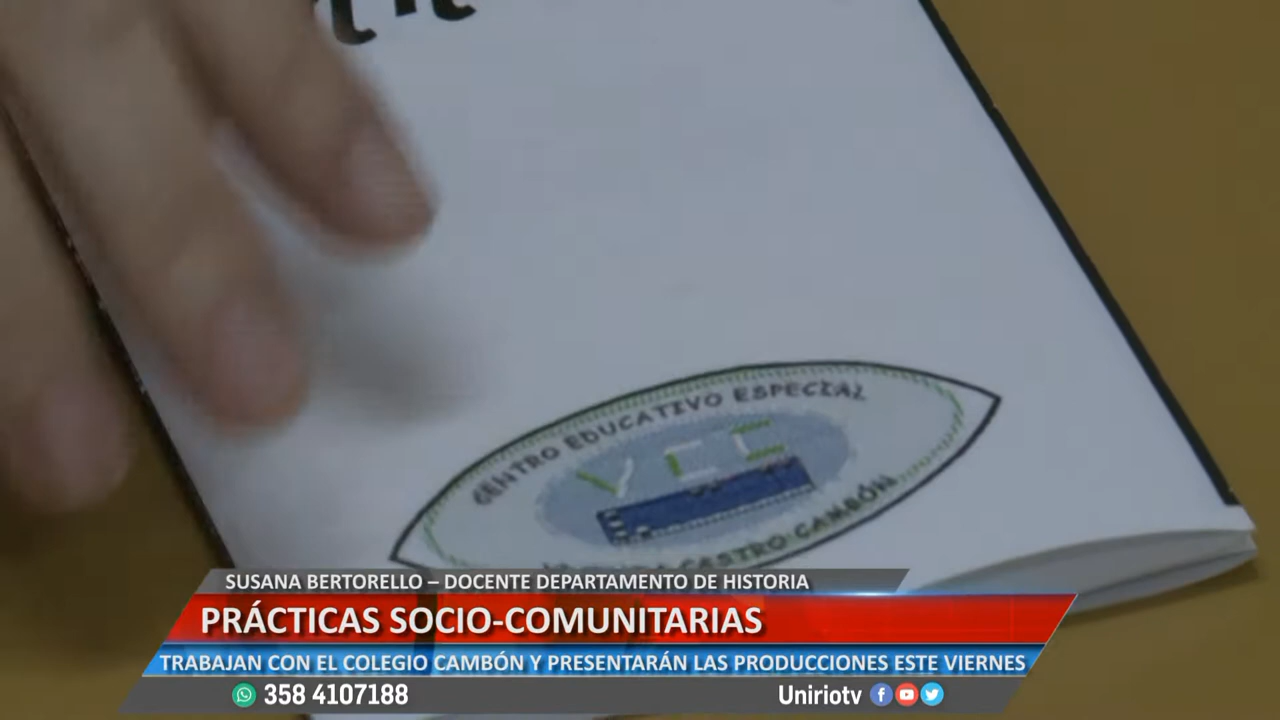 CENTRO EDUCATIVO ESPECIAL
VCI
CASTRO CAMBÓN
SUSANA BERTORELLO – DOCENTE DEPARTAMENTO DE HISTORIA
PRÁCTICAS SOCIO-COMUNITARIAS
TRABAJAN CON EL COLEGIO CAMBÓN Y PRESENTARÁN LAS PRODUCCIONES ESTE VIERNES
358 4107188 Uniriotv